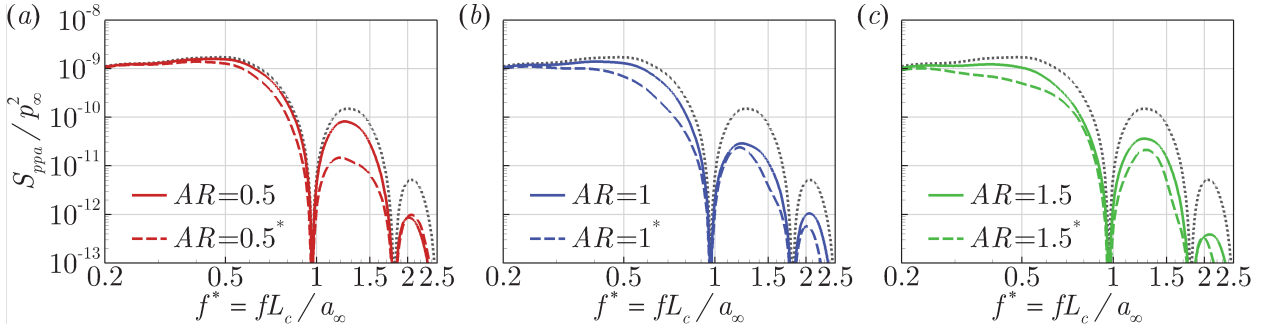 (a)
10^-8
10^-9
10^-10
10^-11
10^-12
10^-13
S_ppa / p_∞^2
AR=0.5
AR=0.5*
0.2 0.5 1 1.5 2 2.5
f* = fL_c / a_∞
(b)
AR=1
AR=1*
0.2 0.5 1 1.5 2 2.5
f* = fL_c / a_∞
(c)
AR=1.5
AR=1.5*
0.2 0.5 1 1.5 2 2.5
f* = fL_c / a_∞